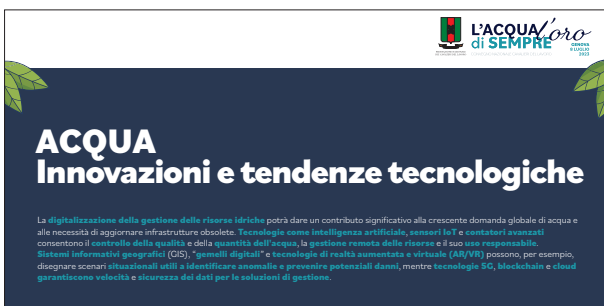 L'ACQUA l'oro
di SEMPRE
GENOVA
8 LUGLIO
2023
ACQUA
Innovazioni e tendenze tecnologiche
La digitalizzazione della gestione delle risorse idriche potrà dare un contributo significativo alla crescente domanda globale di acqua e
alle necessità di aggiornare infrastrutture obsolete. Tecnologie come intelligenza artificiale, sensori IoT e contatori avanzati
consentono il controllo della qualità e della quantità dell'acqua, la gestione remota delle risorse e il suo uso responsabile.
Sistemi informativi geografici (GIS), "gemelli digitali" e tecnologie di realtà aumentata e virtuale (AR/VR) possono, per esempio,
disegnare scenari situazionali utili a identificare anomalie e prevenire potenziali danni, mentre tecnologie 5G, blockchain e cloud
garantiscono velocità e sicurezza dei dati per le soluzioni di gestione.